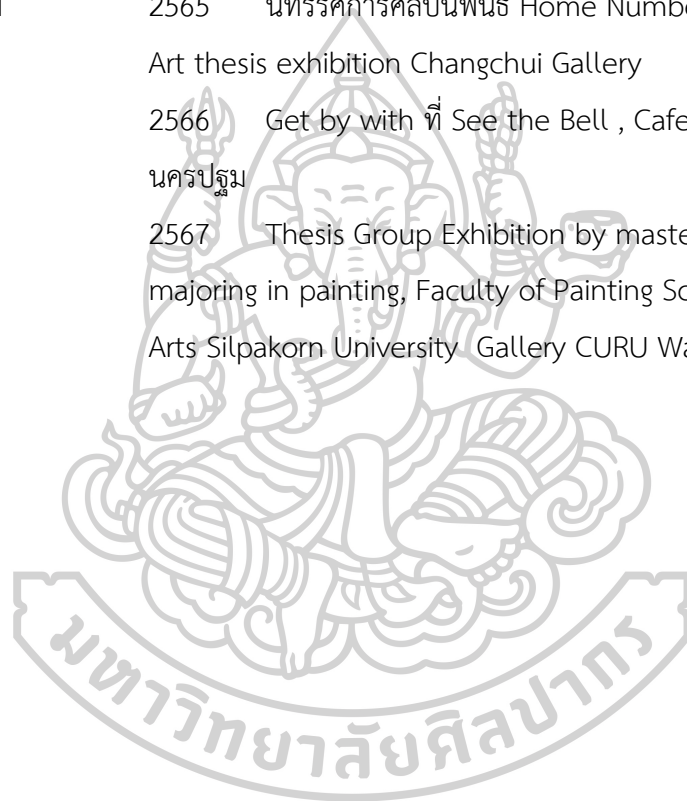 2565 นิทรรศการศิลปนิพนธ์ Home Numbe
Art thesis exhibition Changchui Gallery
2566 Get by with ที่ See the Bell , Cafe
นครปฐม
2567 Thesis Group Exhibition by maste
majoring in painting, Faculty of Painting Sc
Arts Silpakorn University Gallery CURU Wa
มหาวิทยาลัยศิลปากร